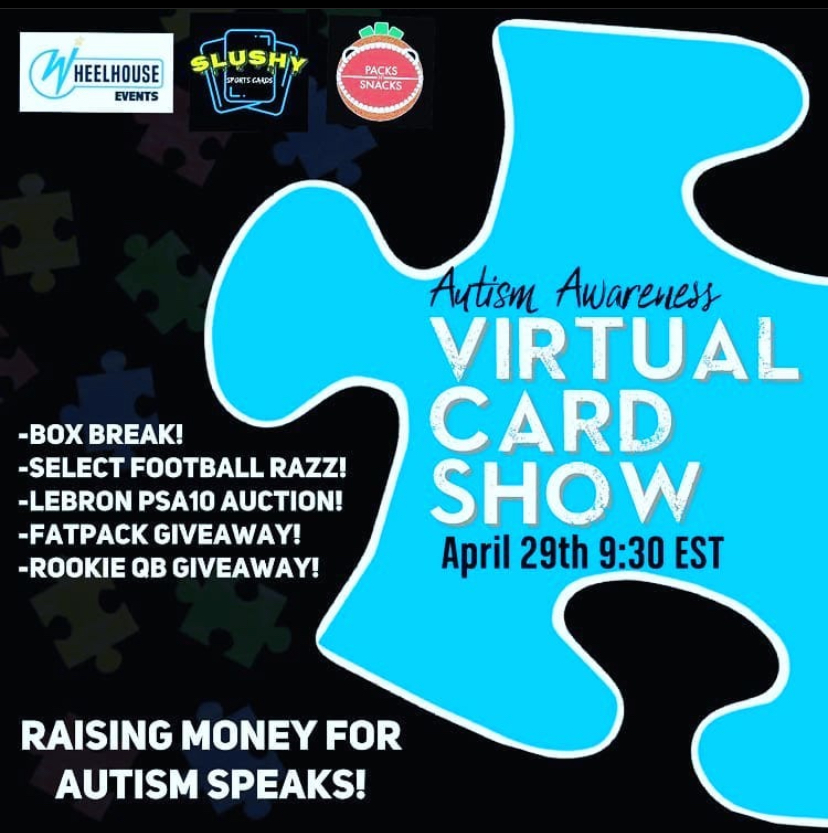 WHEELHOUSE
EVENTS
SLUSHY
SPORTS CARDS
PACKS
SNACKS
Autism Awareness
VIRTUAL
CARD
SHOW
April 29th 9:30 EST
-BOX BREAK!
-SELECT FOOTBALL RAZZ!
-LEBRON PSA10 AUCTION!
-FATPACK GIVEAWAY!
-ROOKIE QB GIVEAWAY!
RAISING MONEY FOR
AUTISM SPEAKS!